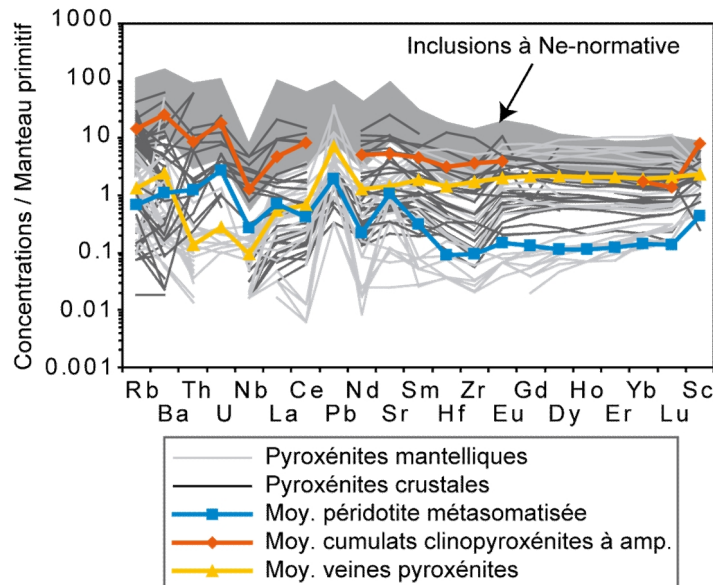 1000
Inclusions à Ne-normative
100
10
1
0.1
0.01
0.001
Concentrations / Manteau primitif
Rb Th Nb Ce Nd Sm Zr Gd Ho Yb Sc
Ba U La Pb Sr Hf Eu Dy Er Lu
Pyroxénites mantelliques
Pyroxénites crustales
Moy. péridotite métasomatisée
Moy. cumulats clinopyroxénites à amp.
Moy. veines pyroxénites